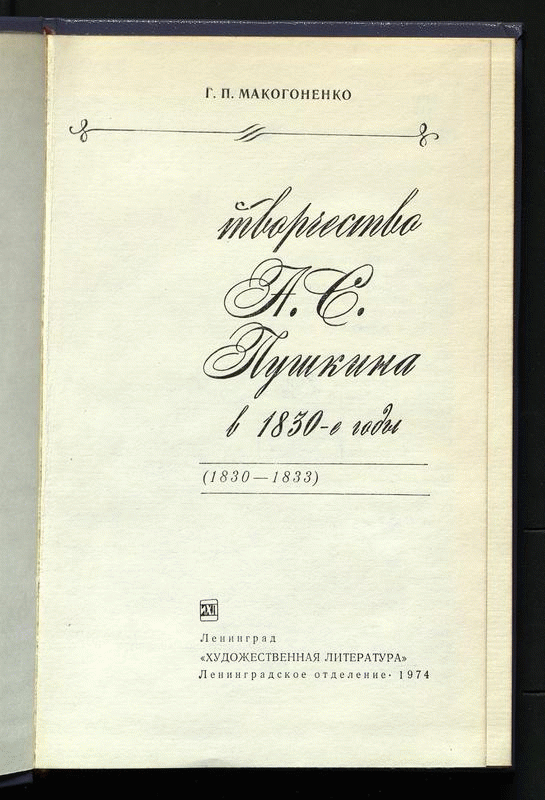 Г. П. МАКОГОНЕНКО
творчество
А. С.
Пушкина
в 1830-е годы
(1830—1833)
Ленинград
«ХУДОЖЕСТВЕННАЯ ЛИТЕРАТУРА»
Ленинградское отделение · 1974